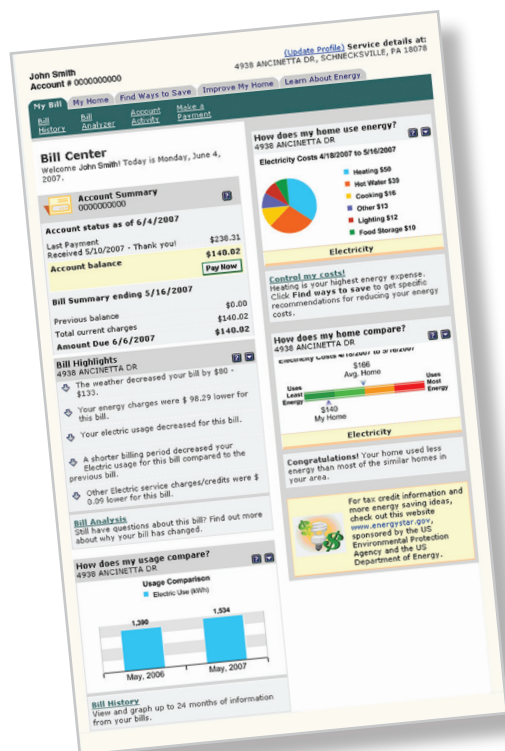 John Smith
Account # 0000000000
(Update Profile) Service details at:
4938 ANCINETTA DR, SCHNECKSVILLE, PA 18078
My Bill
My Home
Find Ways to Save
Improve My Home
Learn About Energy
Bill History
Bill Analyzer
Account Activity
Make a Payment
Bill Center
Welcome John Smith! Today is Monday, June 4,
2007.
Account Summary
0000000000
Account status as of 6/4/2007
Last Payment
Received 5/10/2007 - Thank you! $238.31
Account balance $140.02
Pay Now
Bill Summary ending 5/16/2007
Previous balance $0.00
Total current charges $140.02
Amount Due 6/6/2007 $140.02
Bill Highlights
4938 ANCINETTA DR
The weather decreased your bill by $80 -
$133.
Your energy charges were $ 98.29 lower for
this bill.
Your electric usage decreased for this bill.
A shorter billing period decreased your
Electric usage for this bill compared to the
previous bill.
Other Electric service charges/credits were $
0.09 lower for this bill.
Bill Analysis
Still have questions about this bill? Find out more
about why your bill has changed.
How does my usage compare?
4938 ANCINETTA DR
Usage Comparison
Electric Use (kWh)
1,390
1,534
May, 2006
May, 2007
Bill History
View and graph up to 24 months of information
from your bills.
How does my home use energy?
4938 ANCINETTA DR
Electricity Costs 4/18/2007 to 5/16/2007
Heating $50
Hot Water $39
Cooking $16
Other $13
Lighting $12
Food Storage $10
Electricity
Control my costs!
Heating is your highest energy expense.
Click Find ways to save to get specific
recommendations for reducing your energy
costs.
How does my home compare?
4938 ANCINETTA DR
Electricity Costs 4/18/2007 to 5/16/2007
$166
Avg. Home
Uses
Least
Energy
Uses
Most
Energy
$140
My Home
Electricity
Congratulations! Your home used less
energy than most of the similar homes in
your area.
For tax credit information and
more energy saving ideas,
check out this website
www.energystar.gov,
sponsored by the US
Environmental Protection
Agency and the US
Department of Energy.